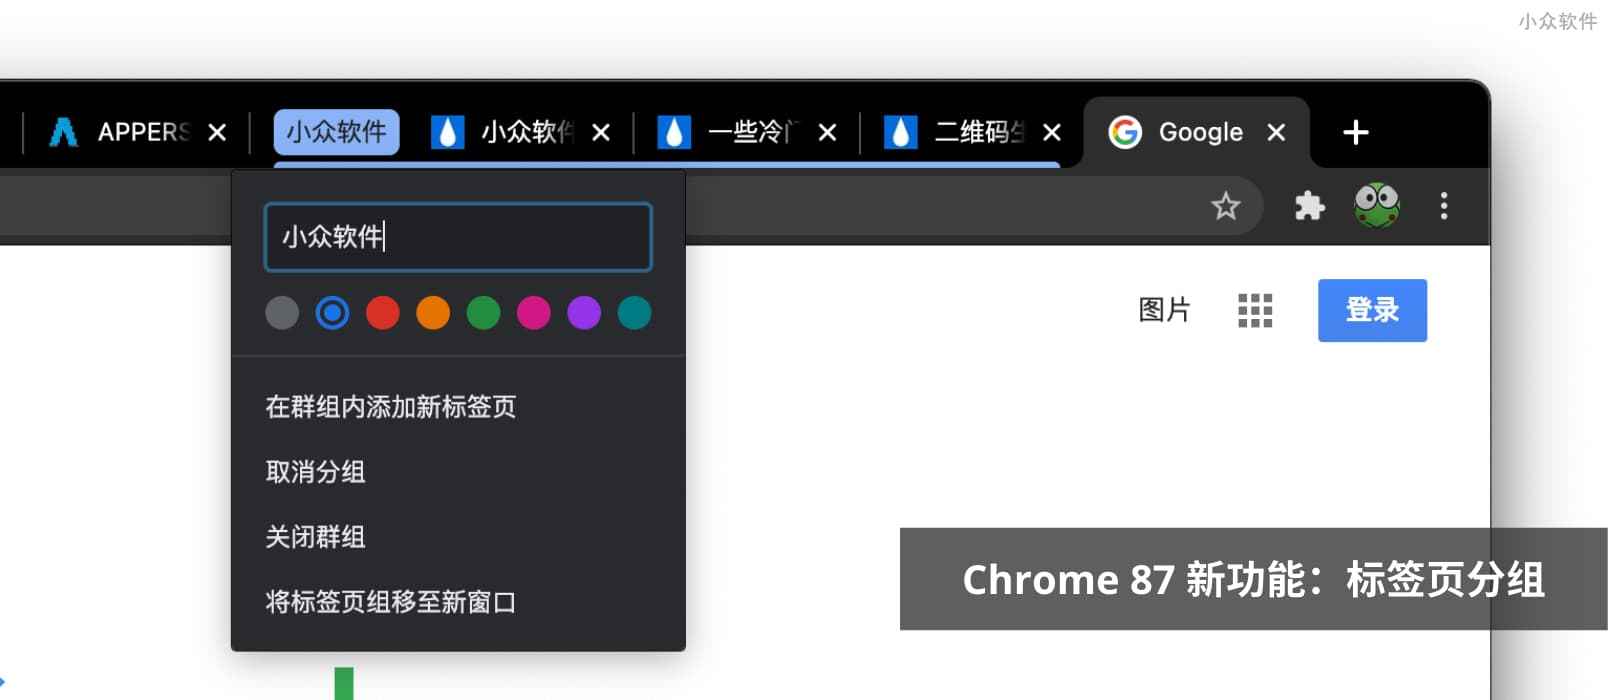 小众软件
APPERS 小众软件 小众软件 一些冷门 二维码生 Google
小众软件
图片 登录
在群组内添加新标签页
取消分组
关闭群组
将标签页组移至新窗口
Chrome 87 新功能：标签页分组